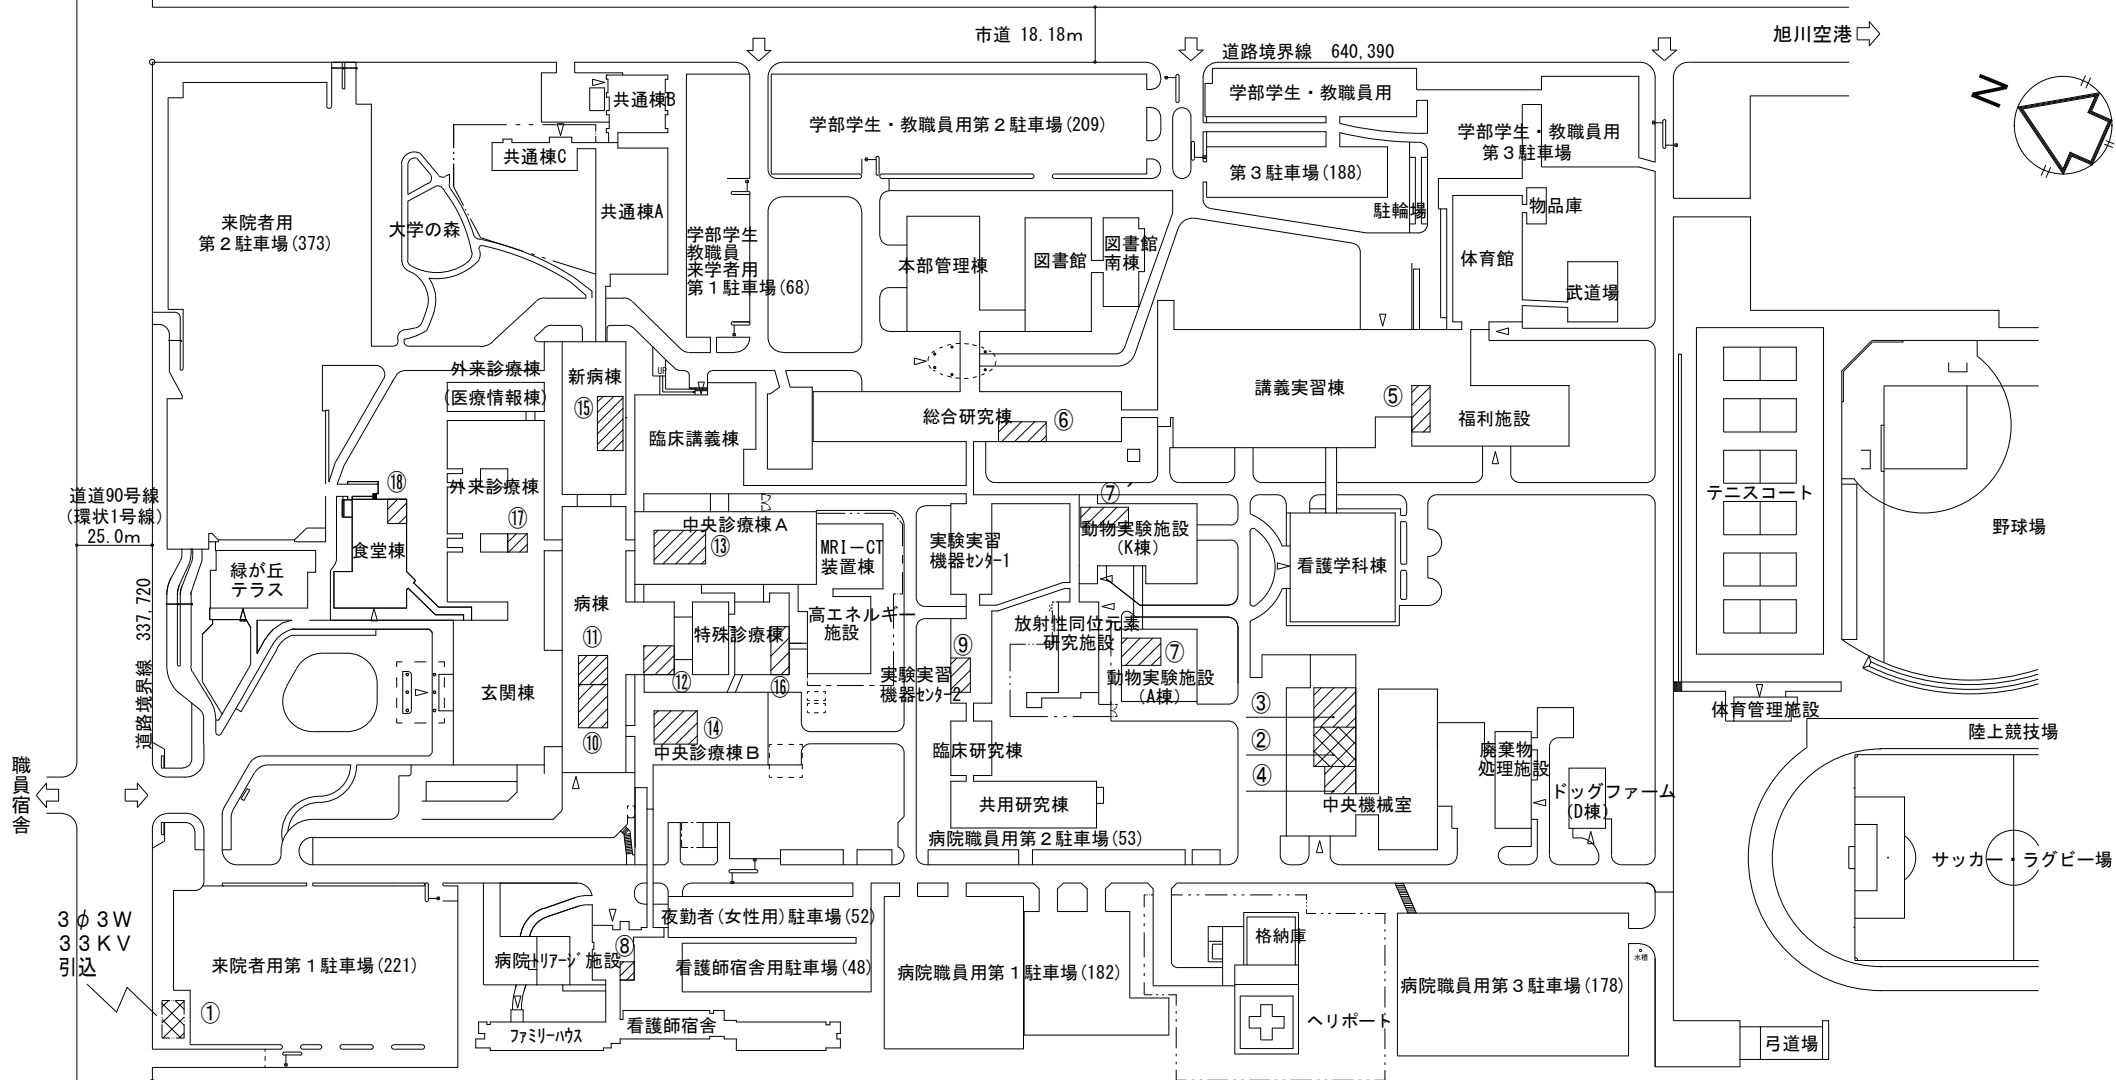 市道 18.18m
旭川空港
道路境界線 640,390
N
共通棟B
学部学生・教職員用
学部学生・教職員用第２駐車場(209)
学部学生・教職員用
第３駐車場
共通棟C
第３駐車場(188)
来院者用
第２駐車場(373)
大学の森
共通棟A
学部学生
教職員
来学者用
第１駐車場(68)
本部管理棟
図書館
図書館
南棟
駐輪場
物品庫
体育館
武道場
外来診療棟
(医療情報棟)
新病棟
⑮
UP
臨床講義棟
総合研究棟
⑥
講義実習棟
⑤
福利施設
道道90号線
(環状1号線)
25.0m
⑱
外来診療棟
⑰
食堂棟
緑が丘
テラス
中央診療棟Ａ
⑬
MRI－CT
装置棟
実験実習
機器ｾﾝﾀｰ1
⑦′
動物実験施設
(K棟)
看護学科棟
テニスコート
野球場
道路境界線 337,720
病棟
⑪
⑩
特殊診療棟
⑫
⑯
高エネルギー
施設
⑨
実験実習
機器ｾﾝﾀｰ2
放射性同位元素
研究施設
⑦
動物実験施設
(A棟)
玄関棟
⑭
中央診療棟Ｂ
臨床研究棟
③
②
④
中央機械室
廃棄物
処理施設
体育管理施設
陸上競技場
職員宿舎
共用研究棟
ドッグファーム
(D棟)
病院職員用第２駐車場(53)
サッカー・ラグビー場
３φ３W
３３KV
引込
①
来院者用第１駐車場(221)
病院ﾄﾘｱｰｼﾞ施設
⑧
夜勤者(女性用)駐車場(52)
看護師宿舎用駐車場(48)
病院職員用第１駐車場(182)
格納庫
病院職員用第３駐車場(178)
水槽
ﾌｧﾐﾘｰﾊｳｽ
看護師宿舎
ヘリポート
弓道場